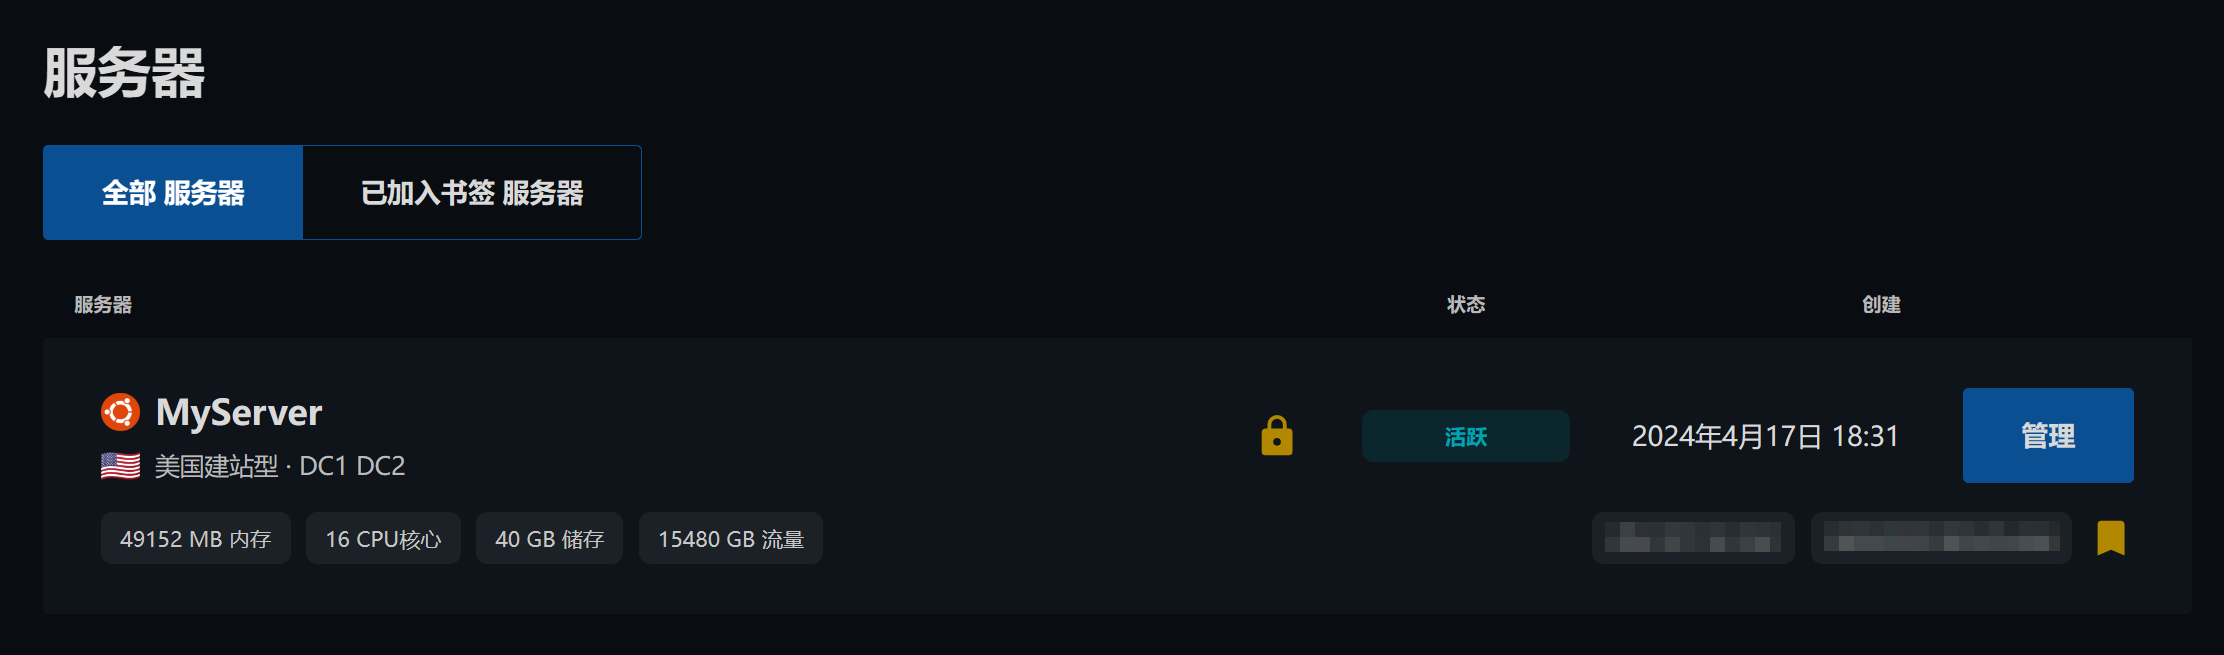 服务器
全部 服务器
已加入书签 服务器
服务器 状态 创建
MyServer
美国建站型 · DC1 DC2
活跃
2024年4月17日 18:31
管理
49152 MB 内存
16 CPU核心
40 GB 储存
15480 GB 流量